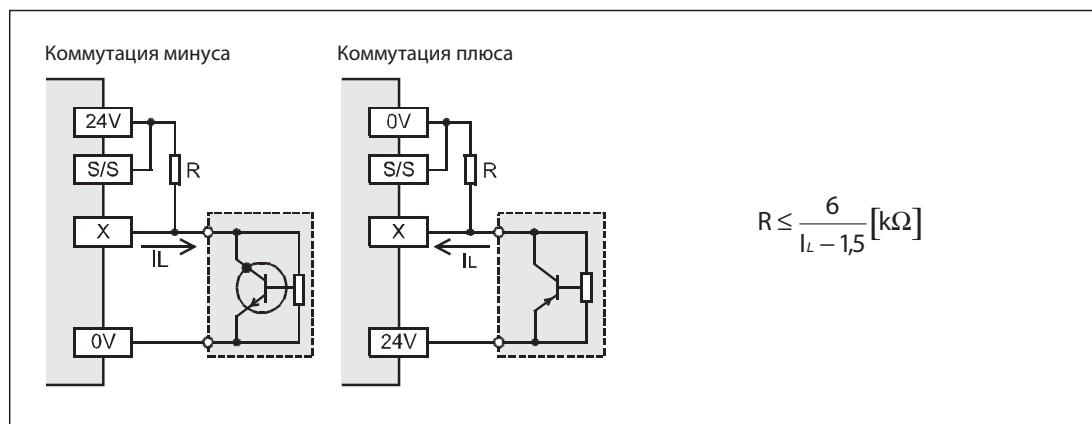 Коммутация минуса
24V
S/S
R
X
IL
0V
Коммутация плюса
0V
S/S
R
X
IL
24V
R ≤ 6 / (IL – 1,5) [kΩ]